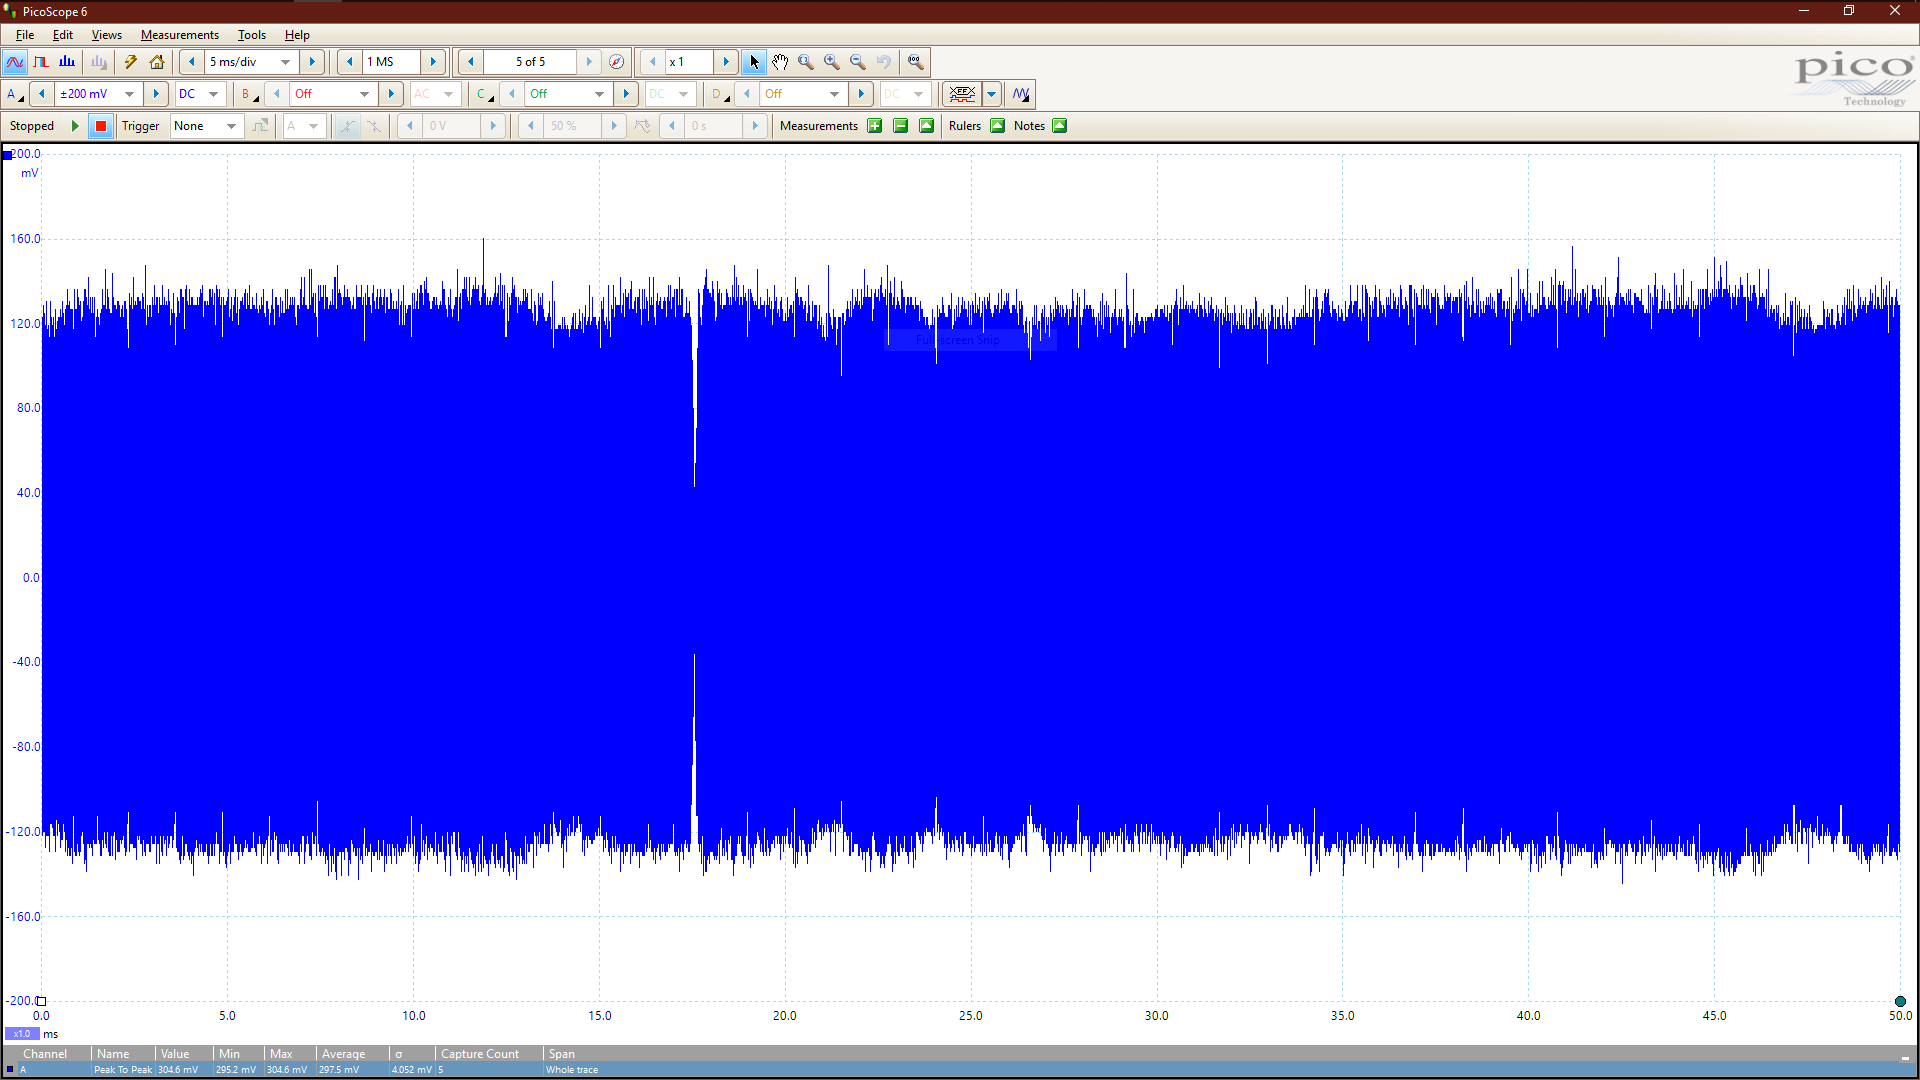 PicoScope 6
File Edit Views Measurements Tools Help
5 ms/div 1 MS 5 of 5 x 1
pico
Technology
A ±200 mV DC B Off AC C Off DC D Off DC
Stopped Trigger None A 0 V 50 % 0 s Measurements Rulers Notes
200.0
mV
160.0
120.0
Full-screen Snip
80.0
40.0
0.0
-40.0
-80.0
-120.0
-160.0
-200.0
0.0 5.0 10.0 15.0 20.0 25.0 30.0 35.0 40.0 45.0 50.0
x1.0 ms
Channel Name Value Min Max Average σ Capture Count Span
A Peak To Peak 304.6 mV 295.2 mV 304.6 mV 297.5 mV 4.052 mV 5 Whole trace